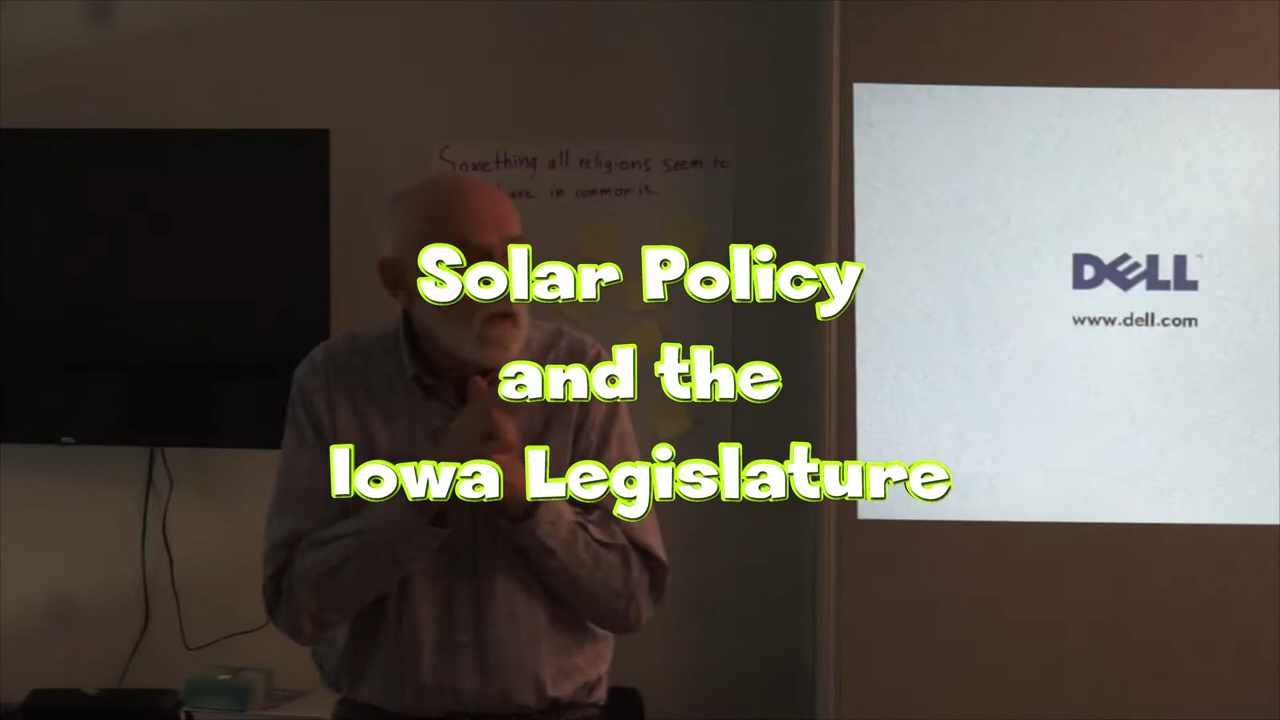 Something all religions seem to
in common is
Solar Policy
and the
Iowa Legislature
DELL
www.dell.com